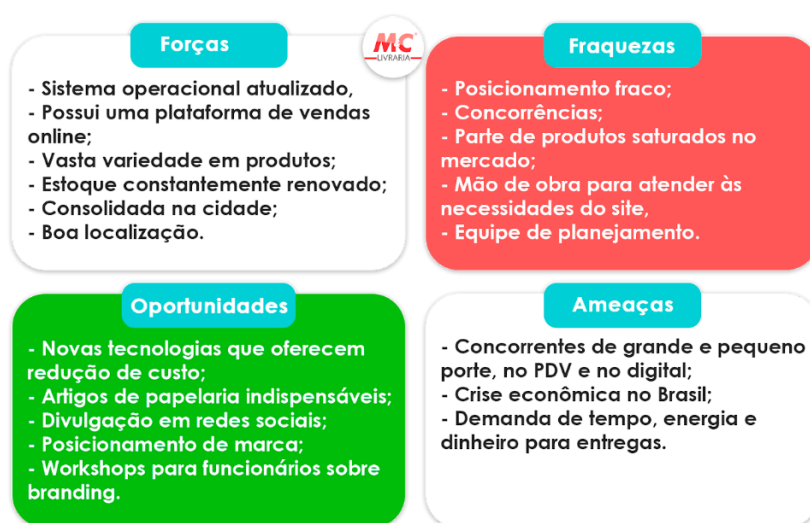 Forças
- Sistema operacional atualizado,
- Possui uma plataforma de vendas
online;
- Vasta variedade em produtos;
- Estoque constantemente renovado;
- Consolidada na cidade;
- Boa localização.
MC
LIVRARIA
Fraquezas
- Posicionamento fraco;
- Concorrências;
- Parte de produtos saturados no
mercado;
- Mão de obra para atender às
necessidades do site,
- Equipe de planejamento.
Oportunidades
- Novas tecnologias que oferecem
redução de custo;
- Artigos de papelaria indispensáveis;
- Divulgação em redes sociais;
- Posicionamento de marca;
- Workshops para funcionários sobre
branding.
Ameaças
- Concorrentes de grande e pequeno
porte, no PDV e no digital;
- Crise econômica no Brasil;
- Demanda de tempo, energia e
dinheiro para entregas.